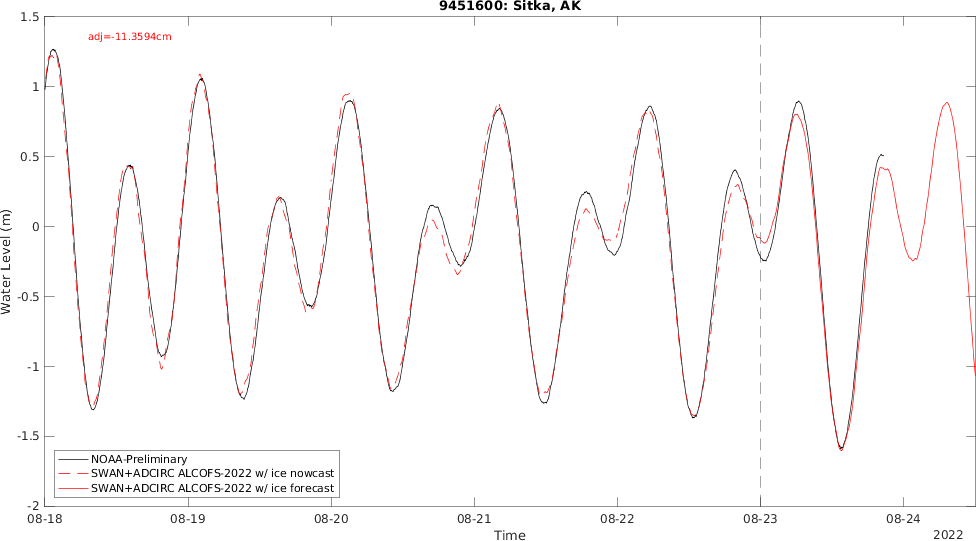 9451600: Sitka, AK
adj=-11.3594cm
1.5
1
0.5
0
-0.5
-1
-1.5
-2
Water Level (m)
NOAA-Preliminary
SWAN+ADCIRC ALCOFS-2022 w/ ice nowcast
SWAN+ADCIRC ALCOFS-2022 w/ ice forecast
08-18 08-19 08-20 08-21 08-22 08-23 08-24
Time
2022